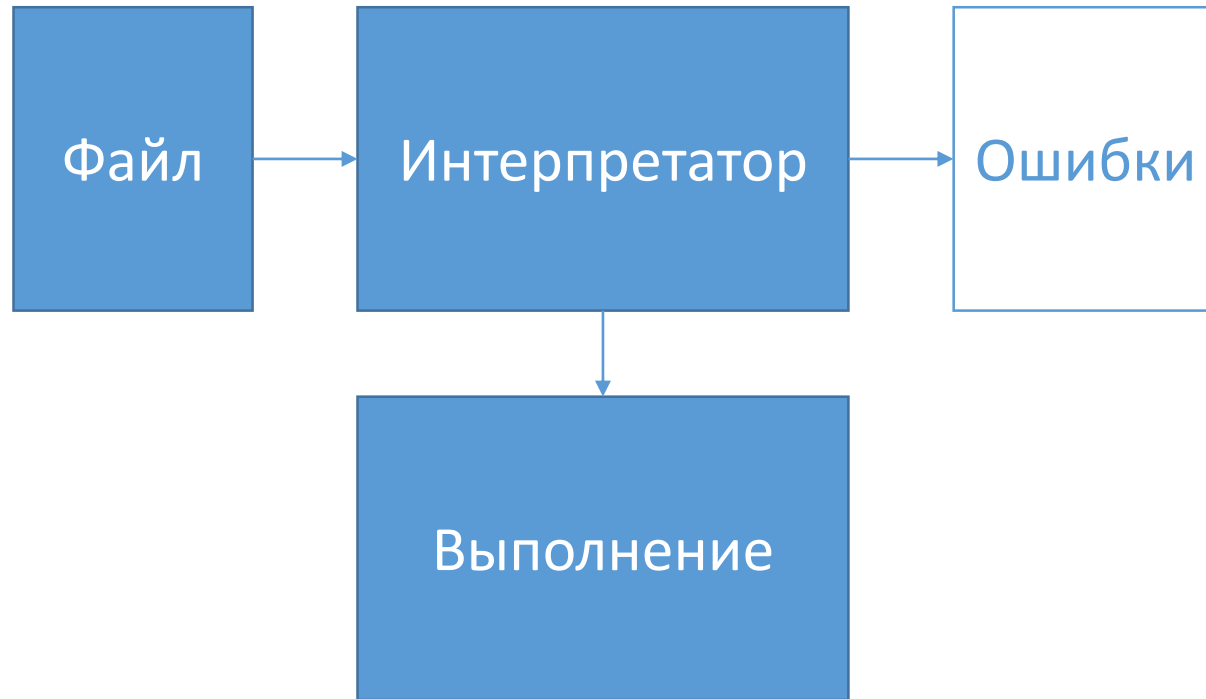 Файл
Интерпретатор
Ошибки
Выполнение